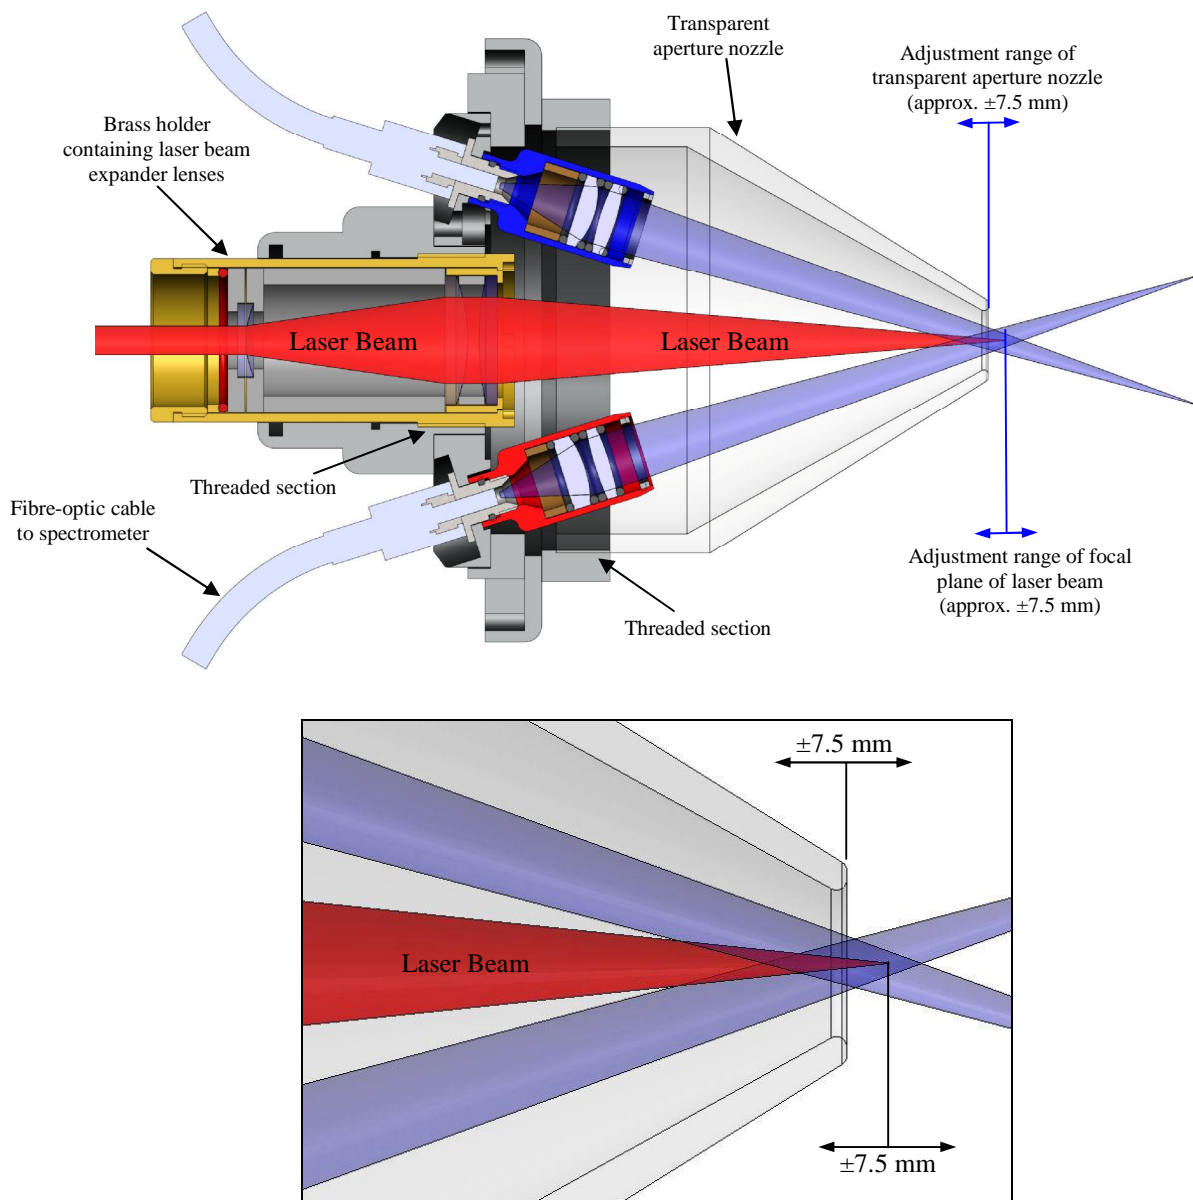 Transparent
aperture nozzle
Adjustment range of
transparent aperture nozzle
(approx. ±7.5 mm)
Brass holder
containing laser beam
expander lenses
Laser Beam
Laser Beam
Threaded section
Fibre-optic cable
to spectrometer
Adjustment range of focal
plane of laser beam
(approx. ±7.5 mm)
Threaded section
±7.5 mm
Laser Beam
±7.5 mm